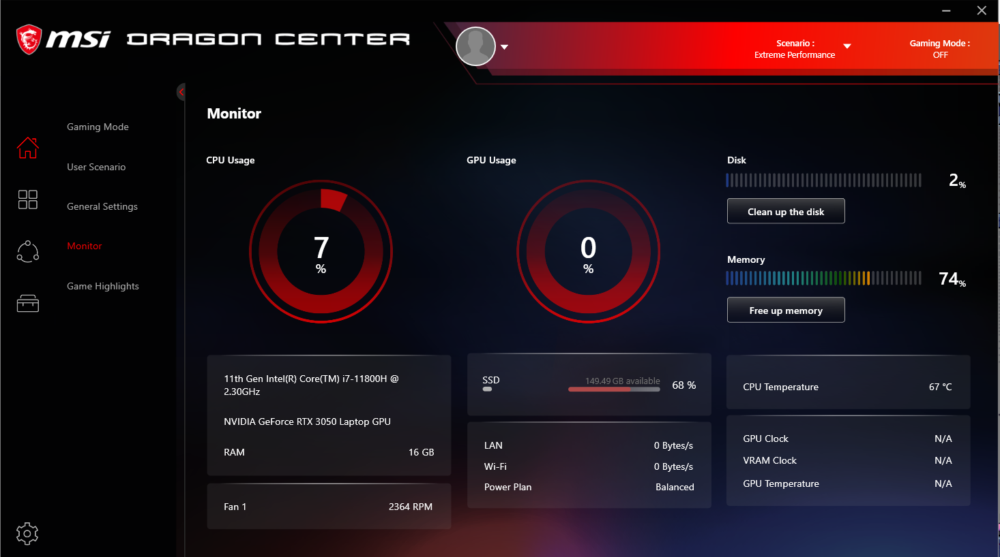 msi DRAGON CENTER
Scenario :
Extreme Performance
Gaming Mode :
OFF
Gaming Mode
User Scenario
General Settings
Monitor
Game Highlights
Monitor
CPU Usage
7
%
GPU Usage
0
%
Disk
2%
Clean up the disk
Memory
74%
Free up memory
11th Gen Intel(R) Core(TM) i7-11800H @
2.30GHz
NVIDIA GeForce RTX 3050 Laptop GPU
RAM 16 GB
Fan 1 2364 RPM
SSD 149.49 GB available 68 %
LAN 0 Bytes/s
Wi-Fi 0 Bytes/s
Power Plan Balanced
CPU Temperature 67 °C
GPU Clock N/A
VRAM Clock N/A
GPU Temperature N/A